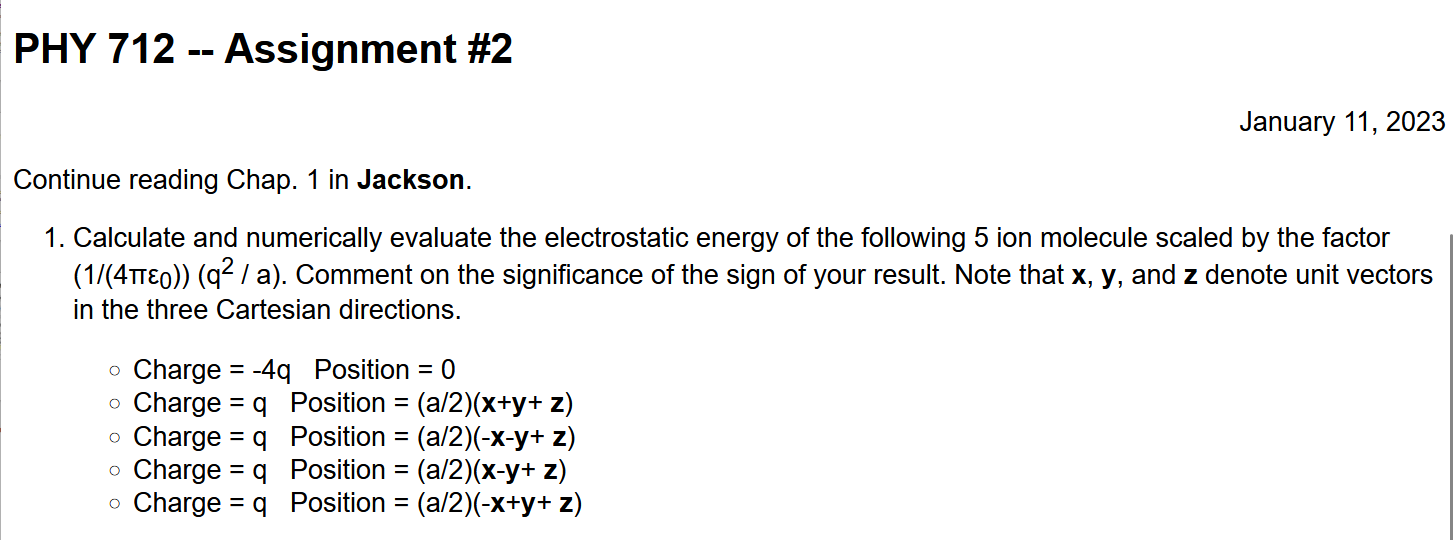 PHY 712 -- Assignment #2
January 11, 2023
Continue reading Chap. 1 in Jackson.
1. Calculate and numerically evaluate the electrostatic energy of the following 5 ion molecule scaled by the factor
(1/(4πε0)) (q2 / a). Comment on the significance of the sign of your result. Note that x, y, and z denote unit vectors
in the three Cartesian directions.
○ Charge = -4q Position = 0
○ Charge = q Position = (a/2)(x+y+ z)
○ Charge = q Position = (a/2)(-x-y+ z)
○ Charge = q Position = (a/2)(x-y+ z)
○ Charge = q Position = (a/2)(-x+y+ z)